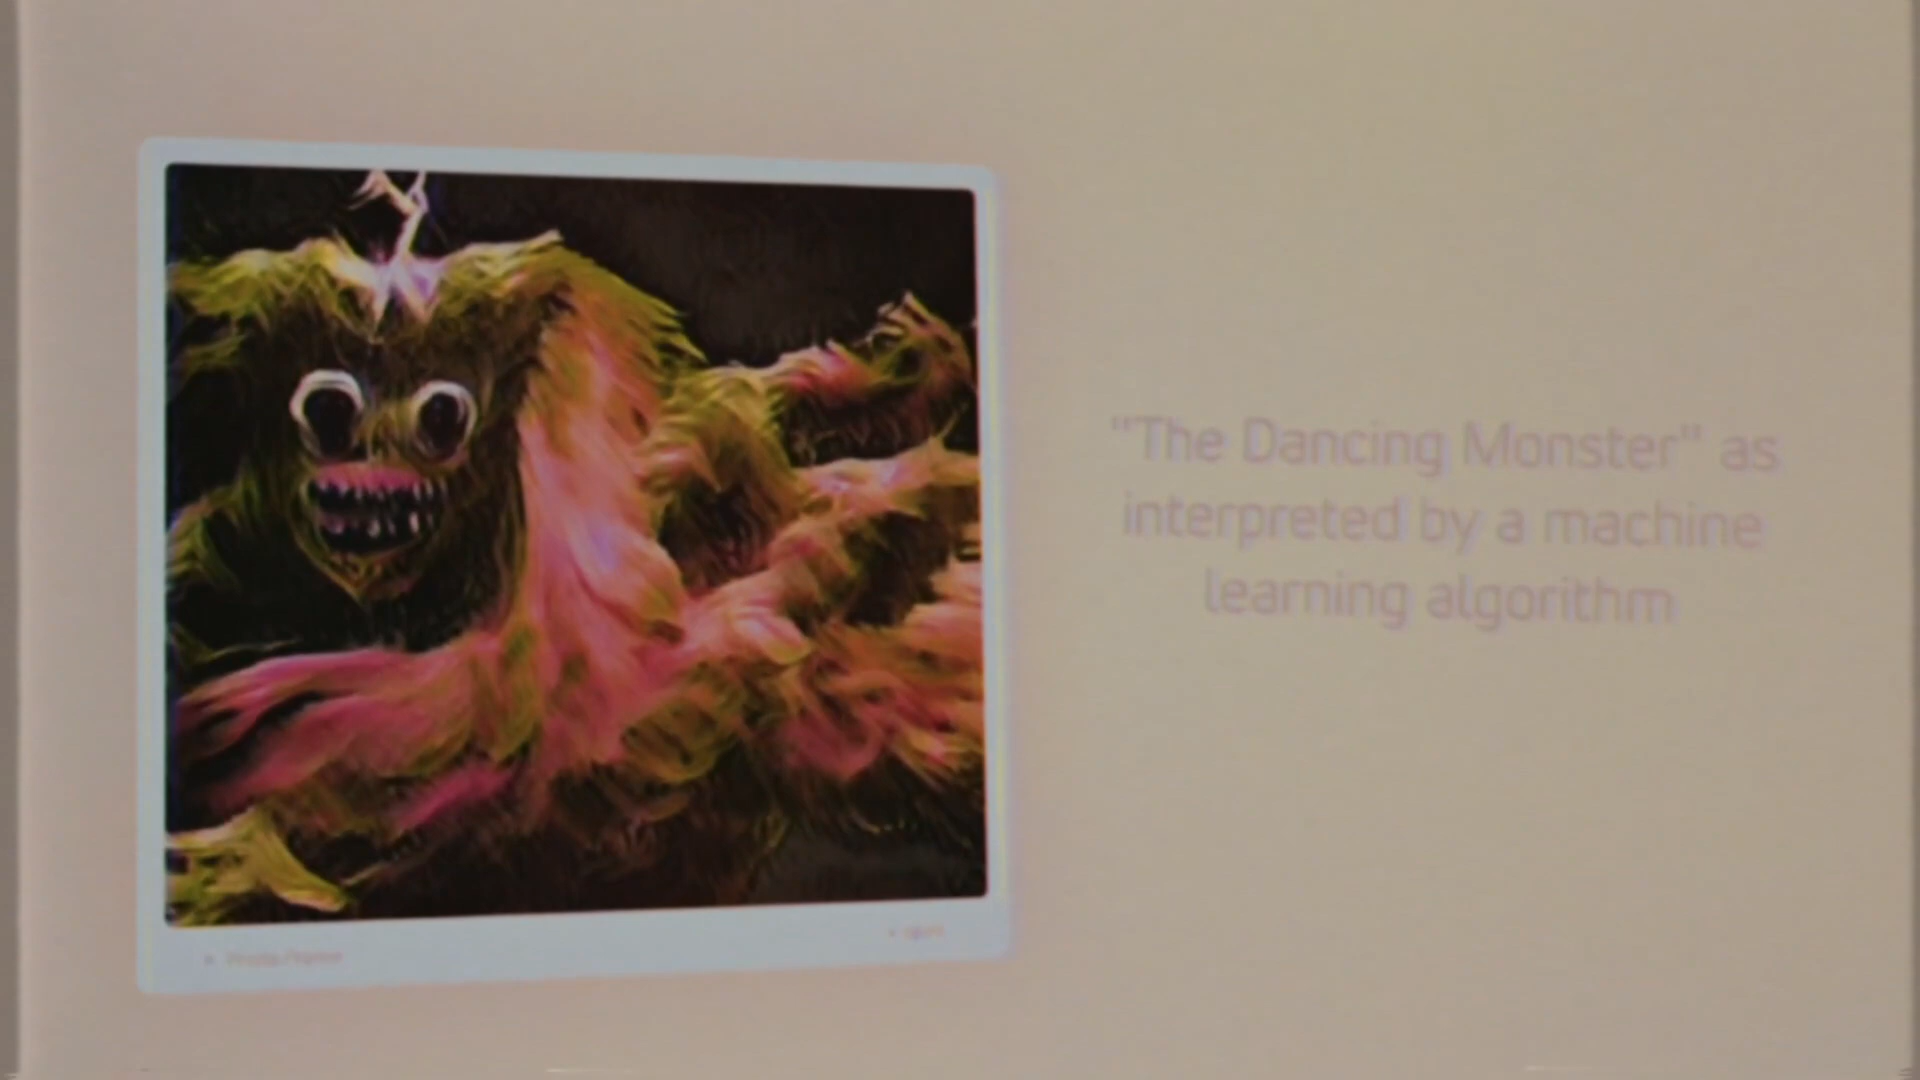 "The Dancing Monster" as
interpreted by a machine
learning algorithm